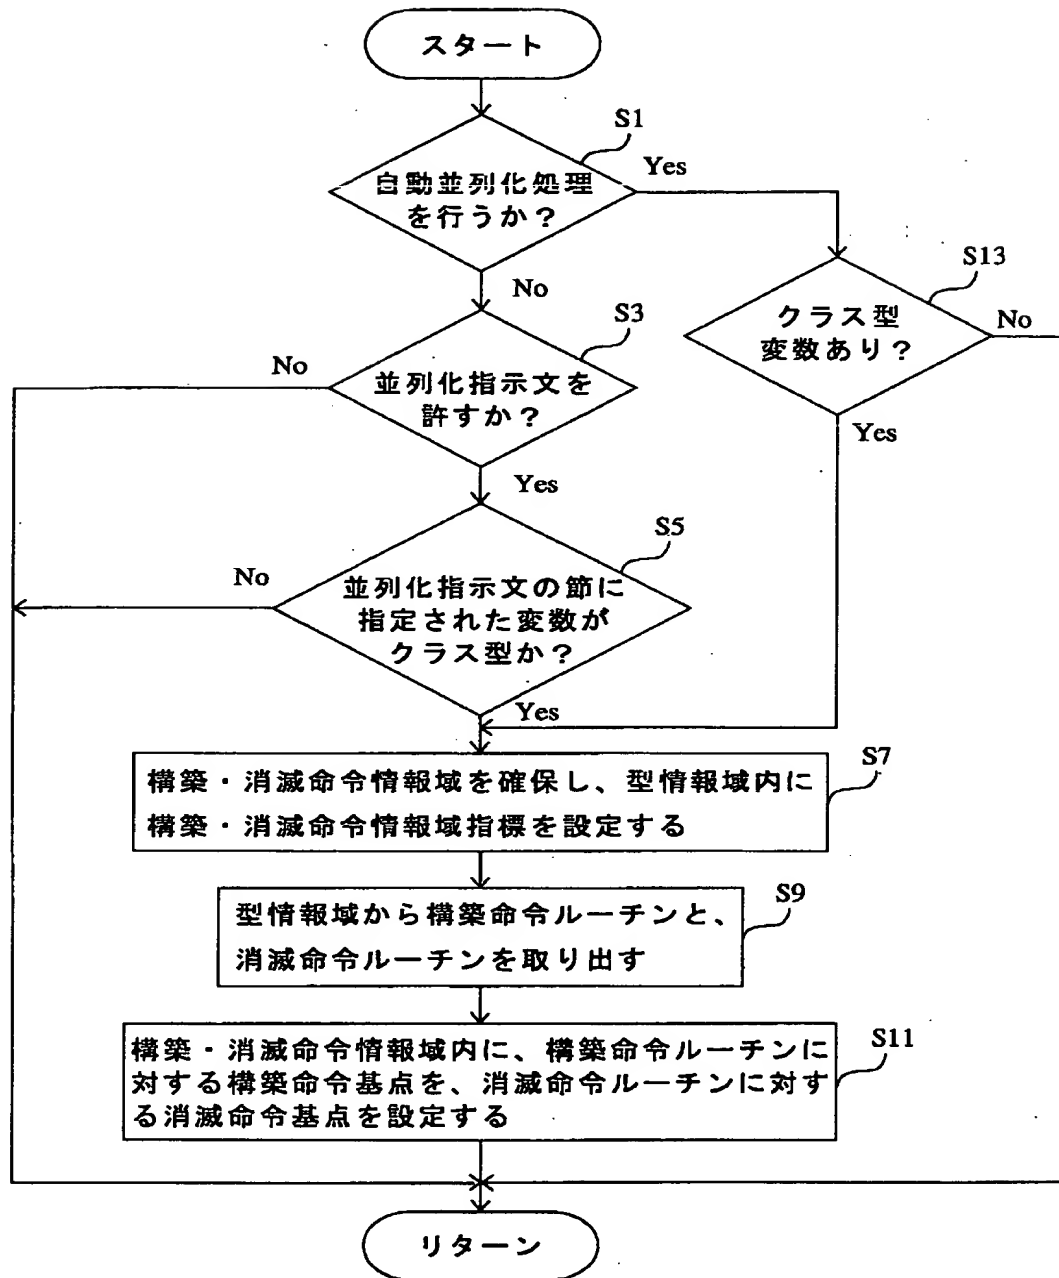 スタート
S1
自動並列化処理
を行うか？
Yes
No
S13
クラス型
変数あり？
No
Yes
S3
並列化指示文を
許すか？
No
Yes
S5
並列化指示文の節に
指定された変数が
クラス型か？
No
Yes
S7
構築・消滅命令情報域を確保し、型情報域内に
構築・消滅命令情報域指標を設定する
S9
型情報域から構築命令ルーチンと、
消滅命令ルーチンを取り出す
S11
構築・消滅命令情報域内に、構築命令ルーチンに
対する構築命令基点を、消滅命令ルーチンに対す
る消滅命令基点を設定する
リターン